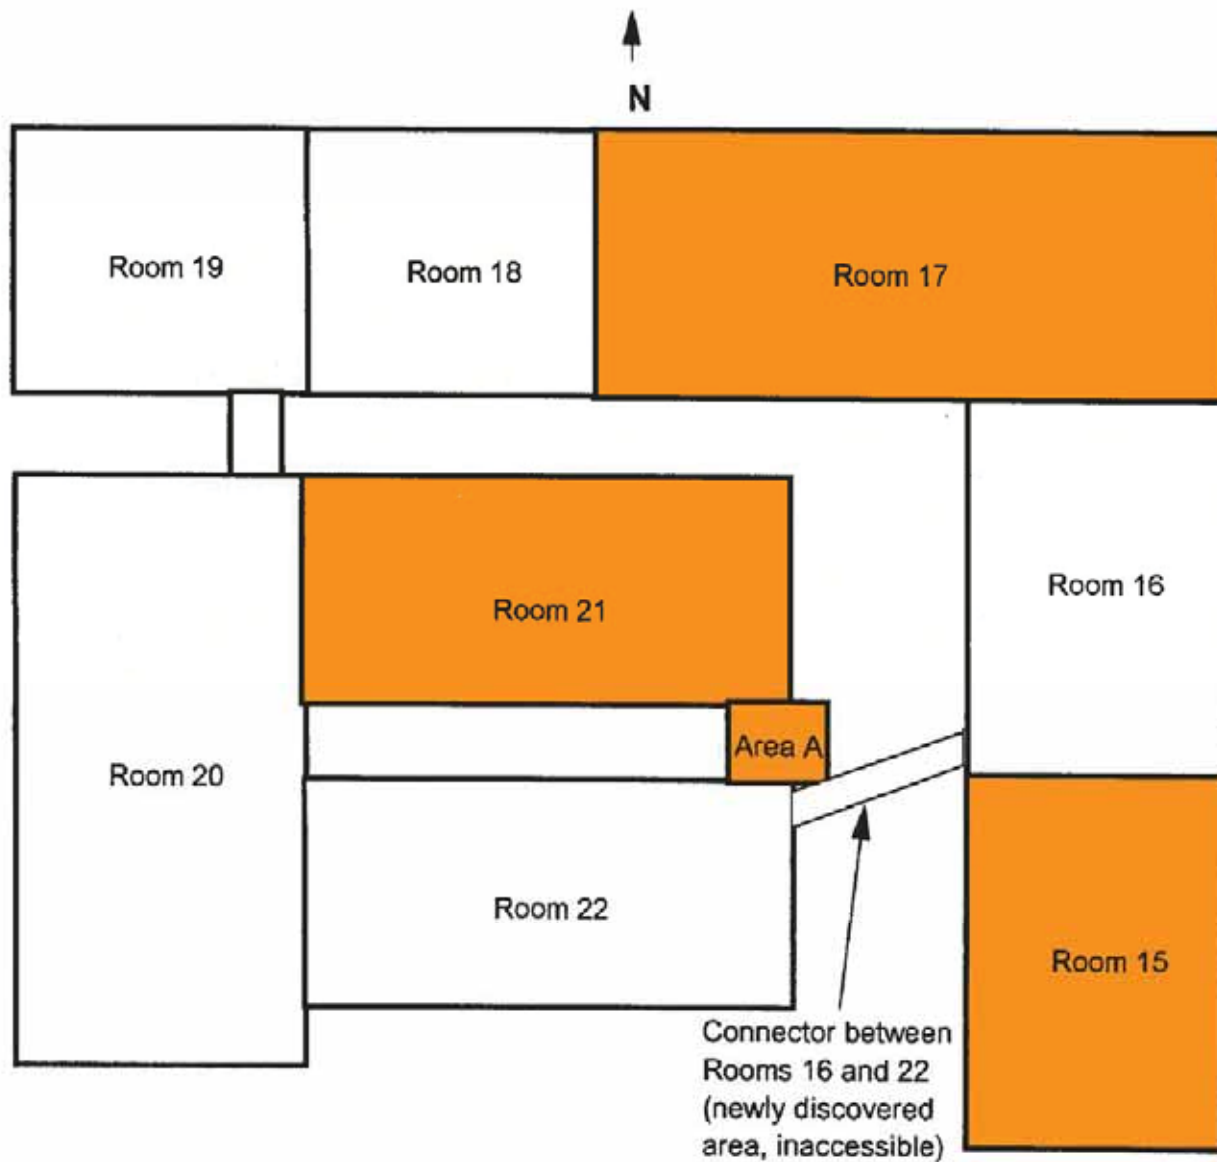 N
Room 19
Room 18
Room 17
Room 16
Room 21
Area A
Room 20
Room 22
Room 15
Connector between
Rooms 16 and 22
(newly discovered
area, inaccessible)